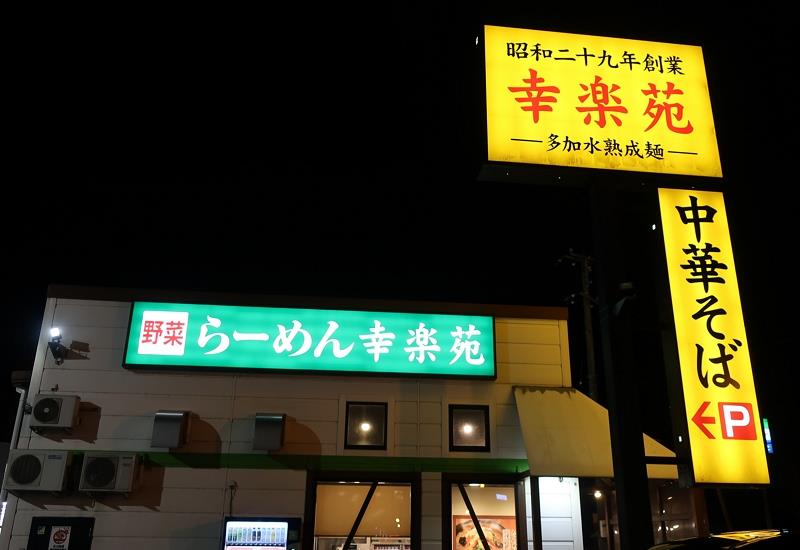 昭和二十九年創業
幸楽苑
多加水熟成麺
中華そば
P
野菜 らーめん 幸楽苑